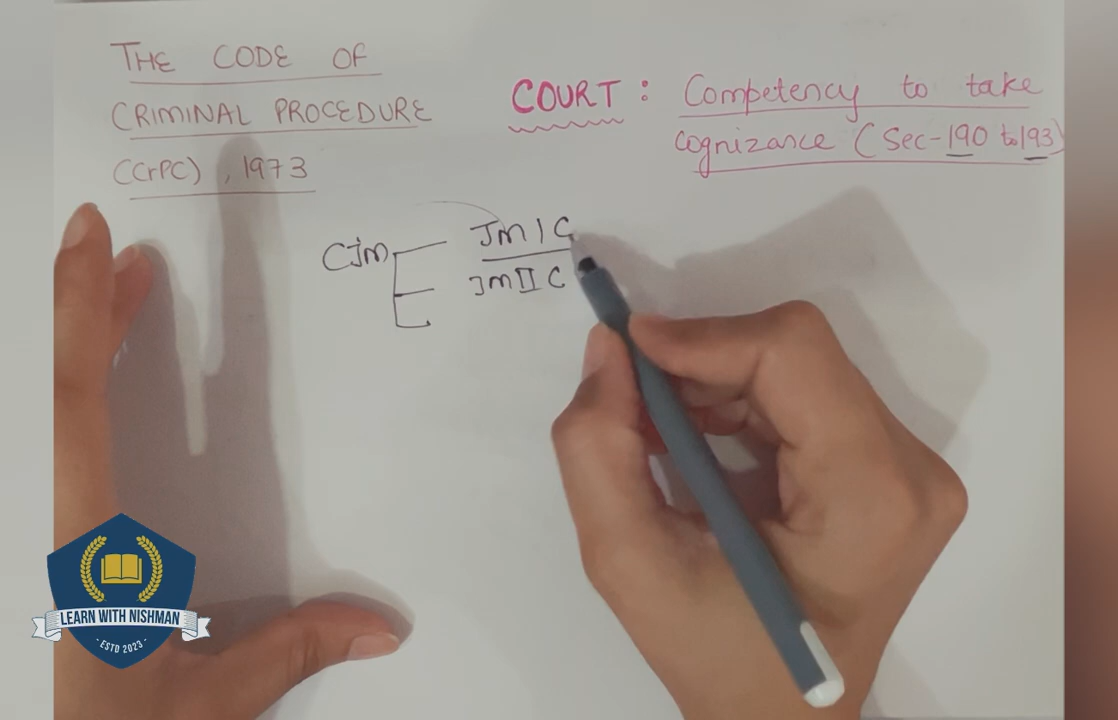 THE CODE OF
CRIMINAL PROCEDURE
(CrPC), 1973
COURT : Competency to take
cognizance (Sec-190 to 193)
CJM
JM I C
JM II C
LEARN WITH NISHMAN
- ESTD 2023 -